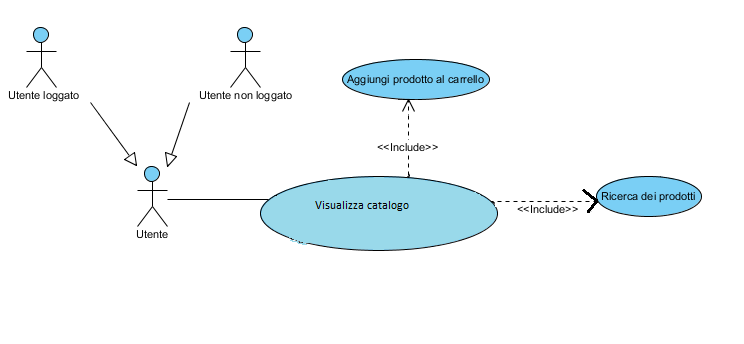 Utente loggato
Utente non loggato
Aggiungi prodotto al carrello
<<Include>>
Visualizza catalogo
Ricerca dei prodotti
<<Include>>
Utente